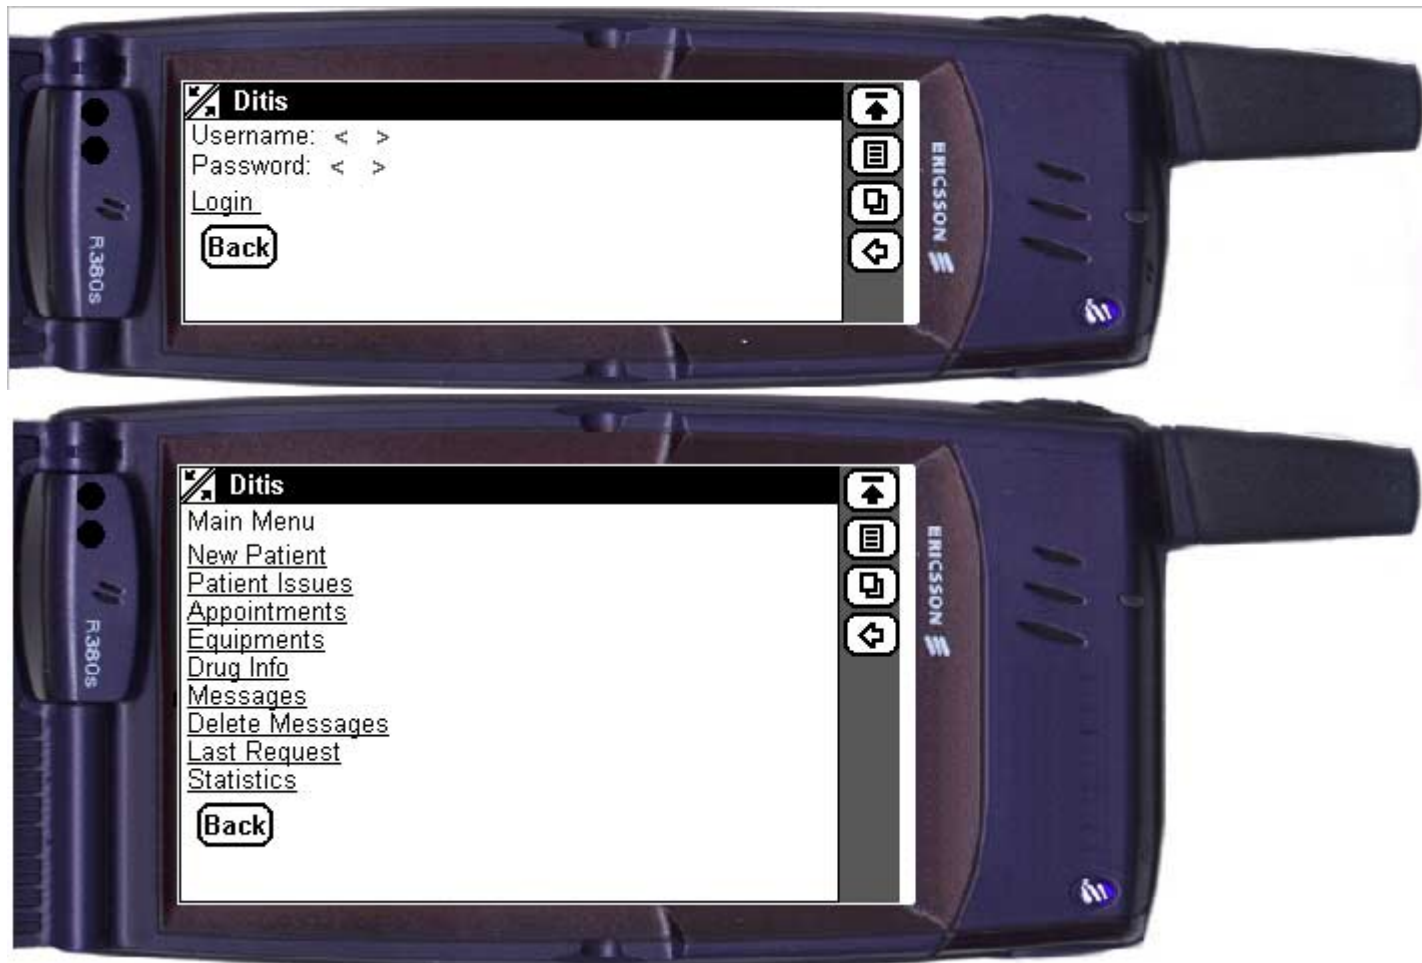 Ditis
Username: < >
Password: < >
Login
Back
ERICSSON
R380s
Ditis
Main Menu
New Patient
Patient Issues
Appointments
Equipments
Drug Info
Messages
Delete Messages
Last Request
Statistics
Back
ERICSSON
R380s